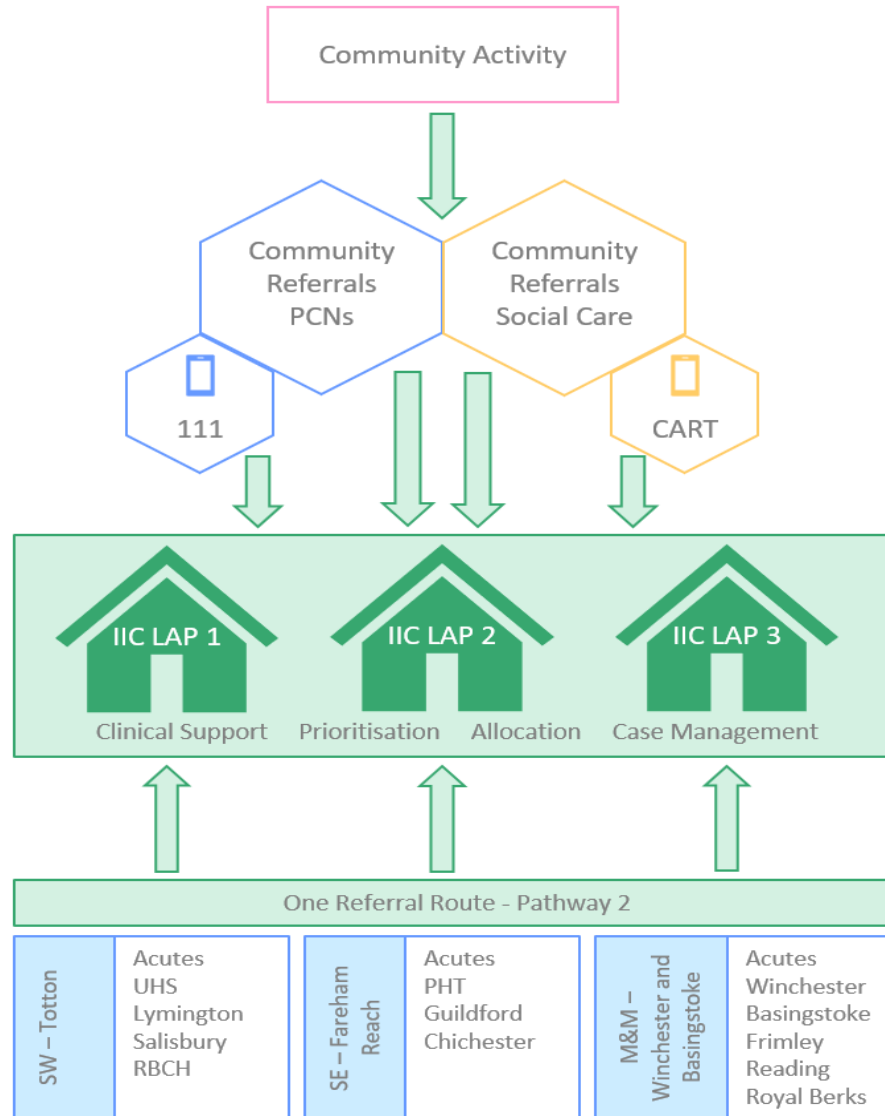 Community Activity
Community
Referrals
PCNs
Community
Referrals
Social Care
111
CART
IIC LAP 1
IIC LAP 2
IIC LAP 3
Clinical Support
Prioritisation
Allocation
Case Management
One Referral Route - Pathway 2
SW – Totton
Acutes
UHS
Lymington
Salisbury
RBCH
SE – Fareham
Reach
Acutes
PHT
Guildford
Chichester
M&M –
Winchester and
Basingstoke
Acutes
Winchester
Basingstoke
Frimley
Reading
Royal Berks